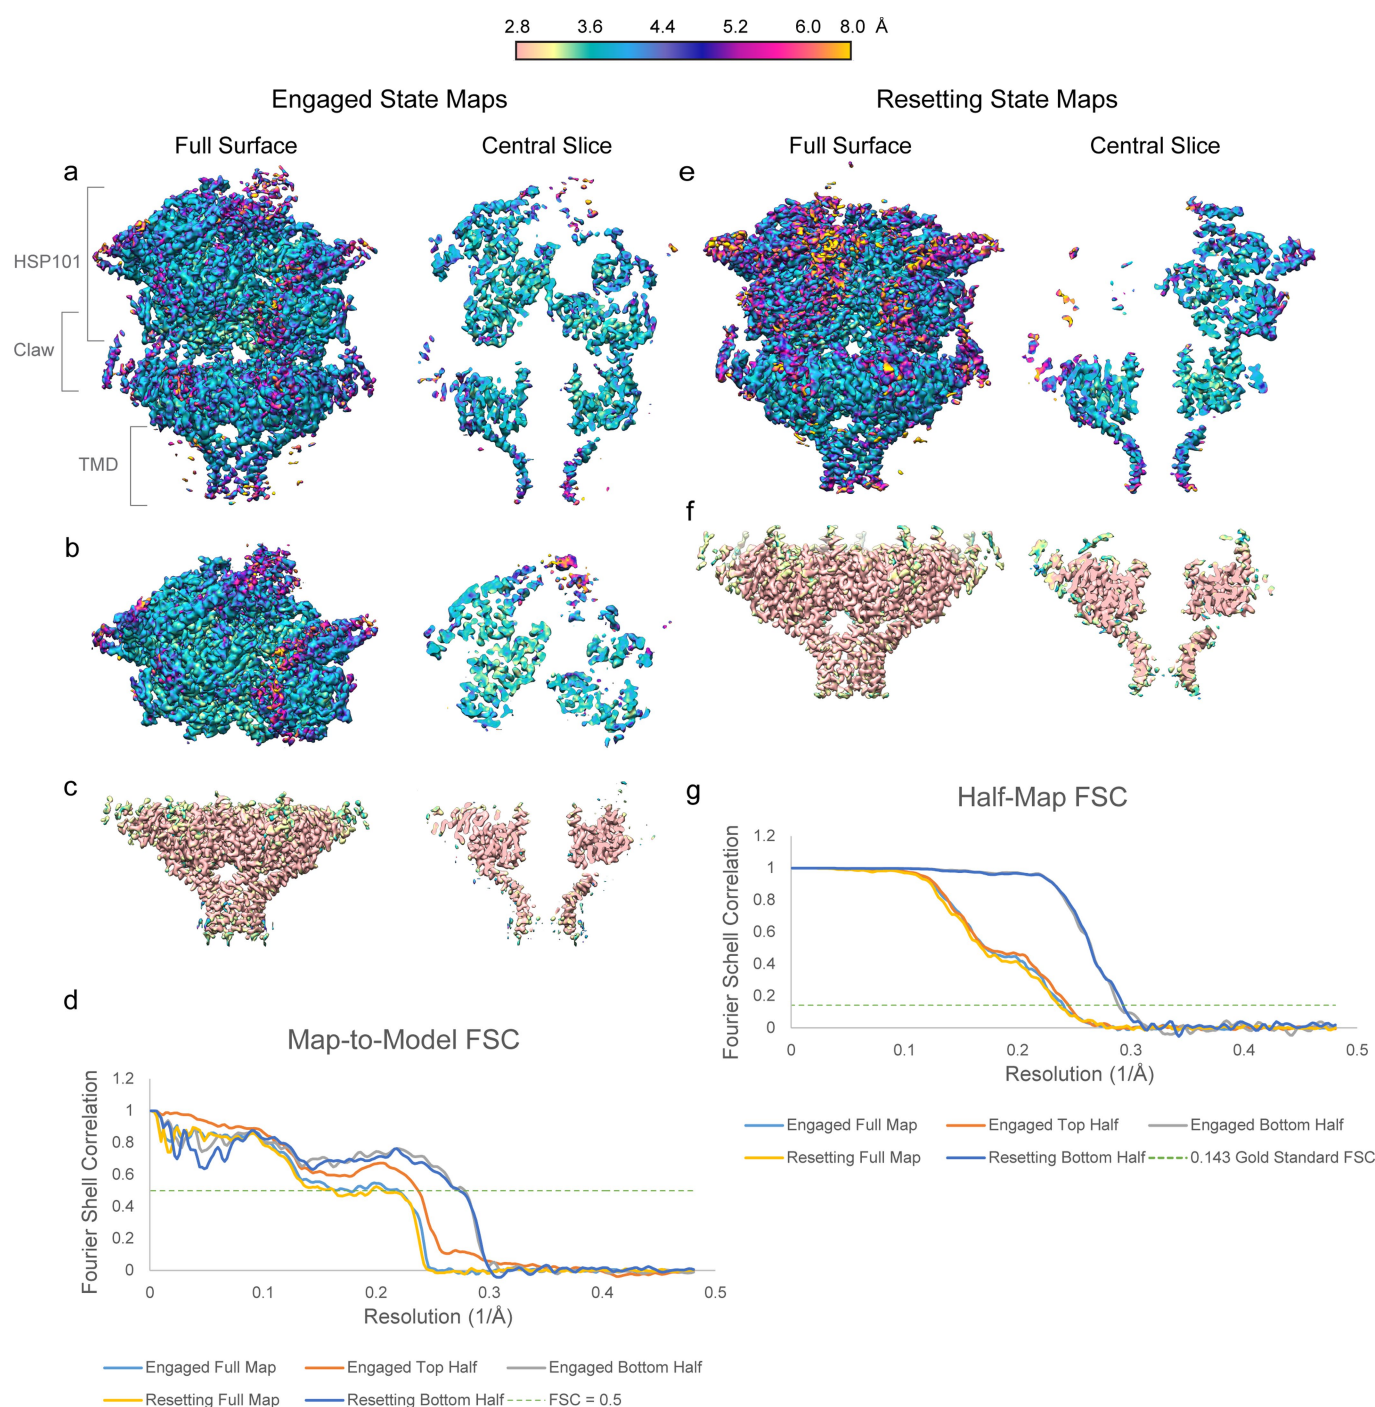 2.8 3.6 4.4 5.2 6.0 8.0 Å
Engaged State Maps
Resetting State Maps
Full Surface
Central Slice
Full Surface
Central Slice
a
HSP101
Claw
TMD
e
b
f
c
d
Map-to-Model FSC
Fourier Shell Correlation
1.2
1
0.8
0.6
0.4
0.2
0
0 0.1 0.2 0.3 0.4 0.5
Resolution (1/Å)
Engaged Full Map Engaged Top Half Engaged Bottom Half
Resetting Full Map Resetting Bottom Half FSC = 0.5
g
Half-Map FSC
Fourier Schell Correlation
1.2
1
0.8
0.6
0.4
0.2
0
0 0.1 0.2 0.3 0.4 0.5
Resolution (1/Å)
Engaged Full Map Engaged Top Half Engaged Bottom Half
Resetting Full Map Resetting Bottom Half 0.143 Gold Standard FSC